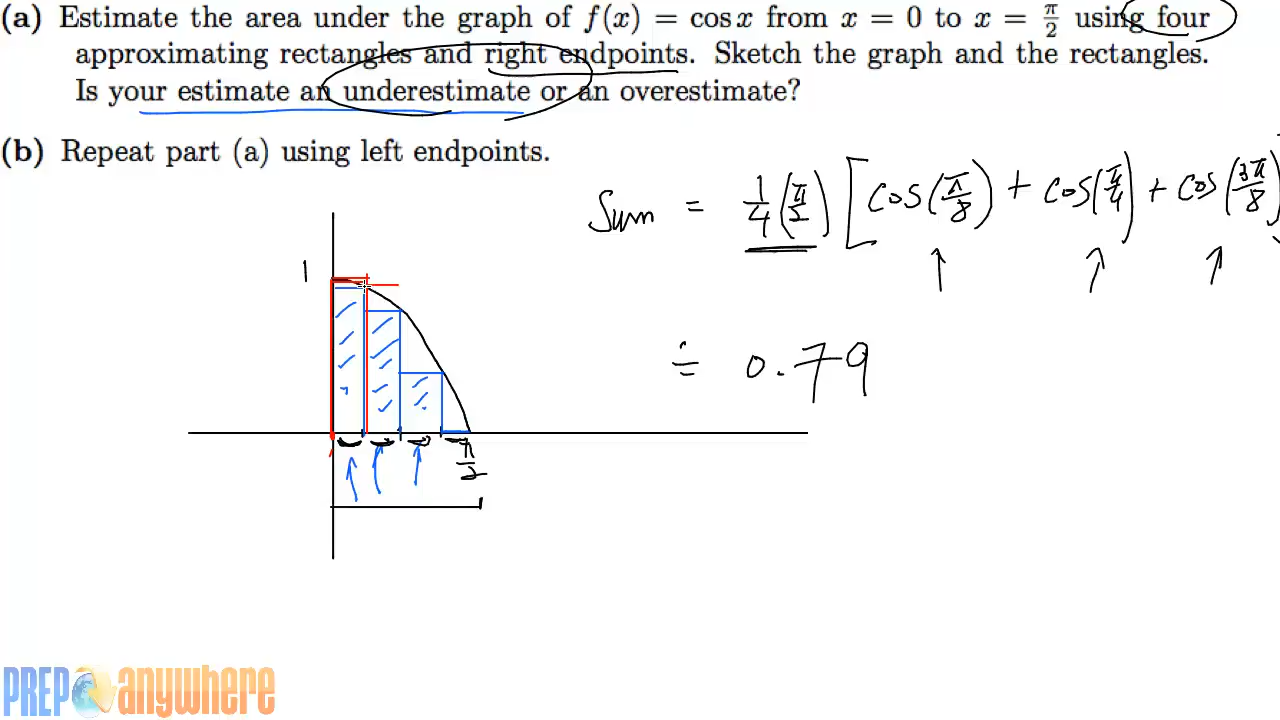 (a) Estimate the area under the graph of f(x) = cos x from x = 0 to x = π/2 using four
approximating rectangles and right endpoints. Sketch the graph and the rectangles.
Is your estimate an underestimate or an overestimate?
(b) Repeat part (a) using left endpoints.
Sum = 1/4 (π/2) [cos(π/8) + cos(π/4) + cos(3π/8)
1
≑ 0.79
π/2
PREP anywhere